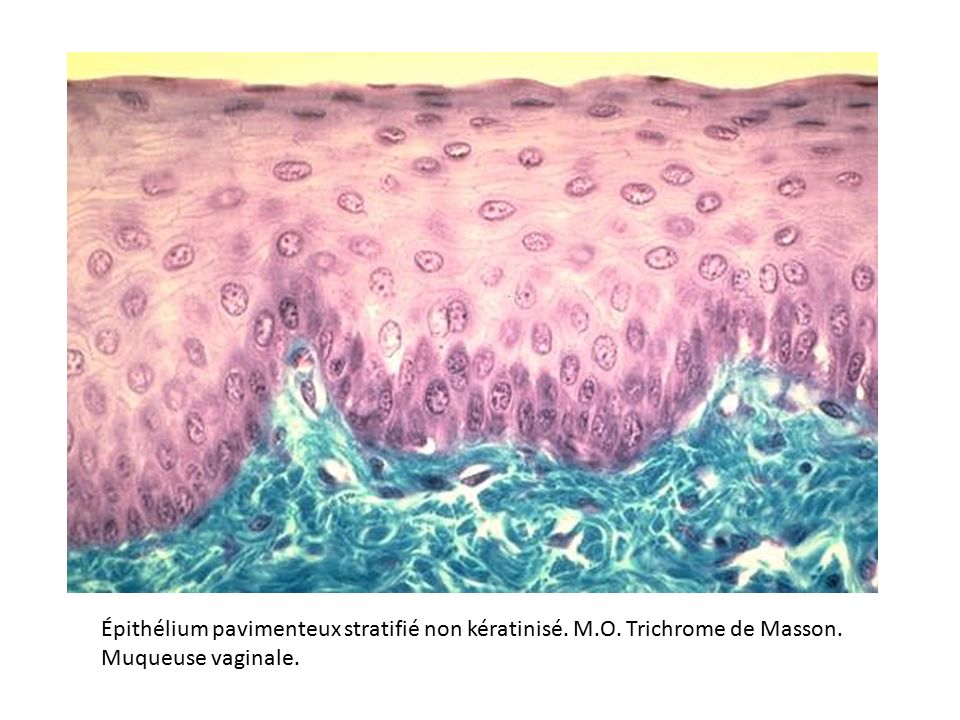 Épithélium pavimenteux stratifié non kératinisé. M.O. Trichrome de Masson.
Muqueuse vaginale.